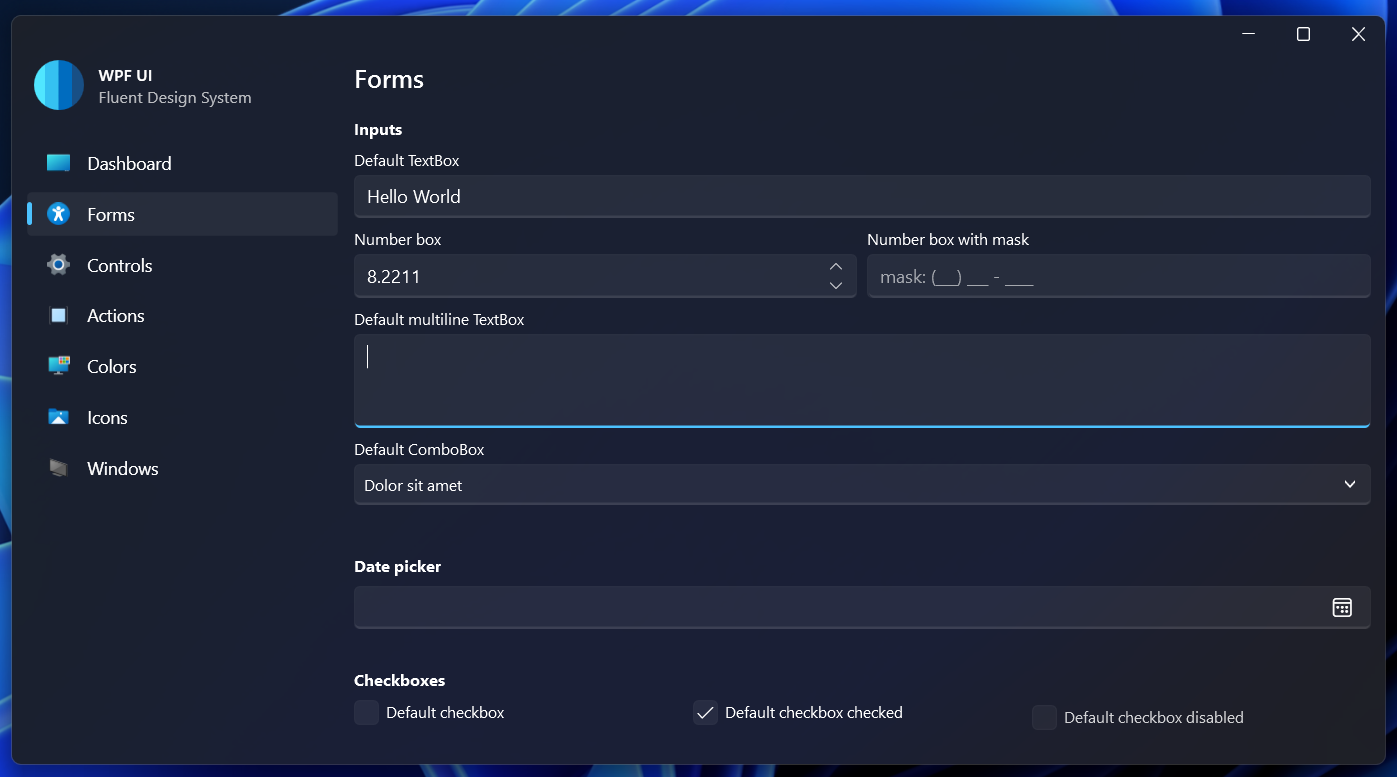 WPF UI
Fluent Design System
Dashboard
Forms
Controls
Actions
Colors
Icons
Windows
Forms
Inputs
Default TextBox
Hello World
Number box
Number box with mask
8.2211
mask: (__) __ - ___
Default multiline TextBox
Default ComboBox
Dolor sit amet
Date picker
Checkboxes
Default checkbox
Default checkbox checked
Default checkbox disabled